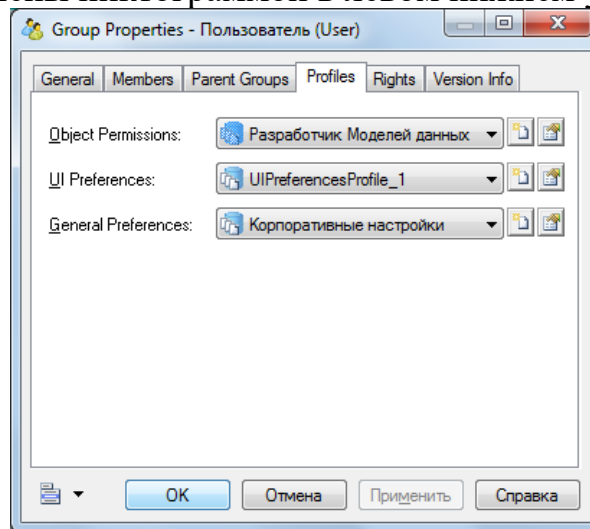 Group Properties - Пользователь (User)
General Members Parent Groups Profiles Rights Version Info
Object Permissions: Разработчик Моделей данных
UI Preferences: UIPreferencesProfile_1
General Preferences: Корпоративные настройки
OK Отмена Применить Справка